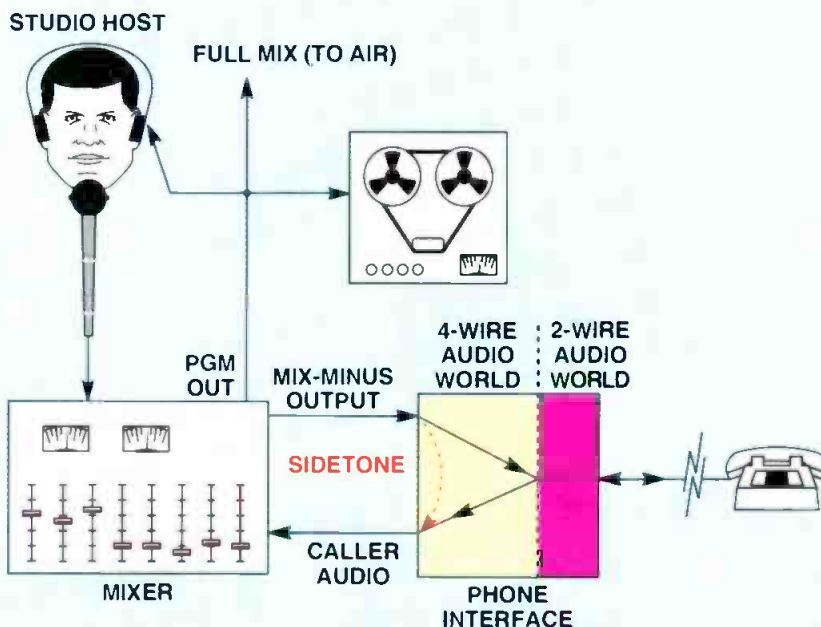 STUDIO HOST
FULL MIX (TO AIR)
4-WIRE
AUDIO
WORLD
2-WIRE
AUDIO
WORLD
PGM
OUT
MIX-MINUS
OUTPUT
SIDETONE
CALLER
AUDIO
MIXER
PHONE
INTERFACE